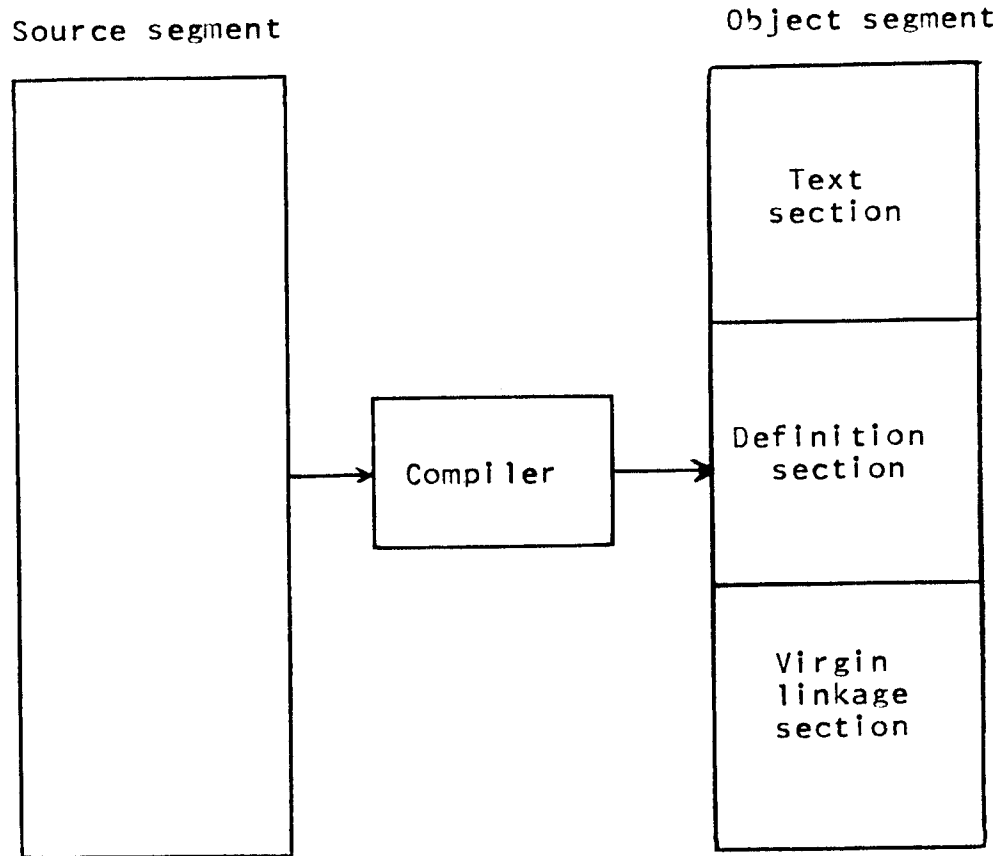 Source segment
Object segment
Text
section
Compiler
Definition
section
Virgin
linkage
section